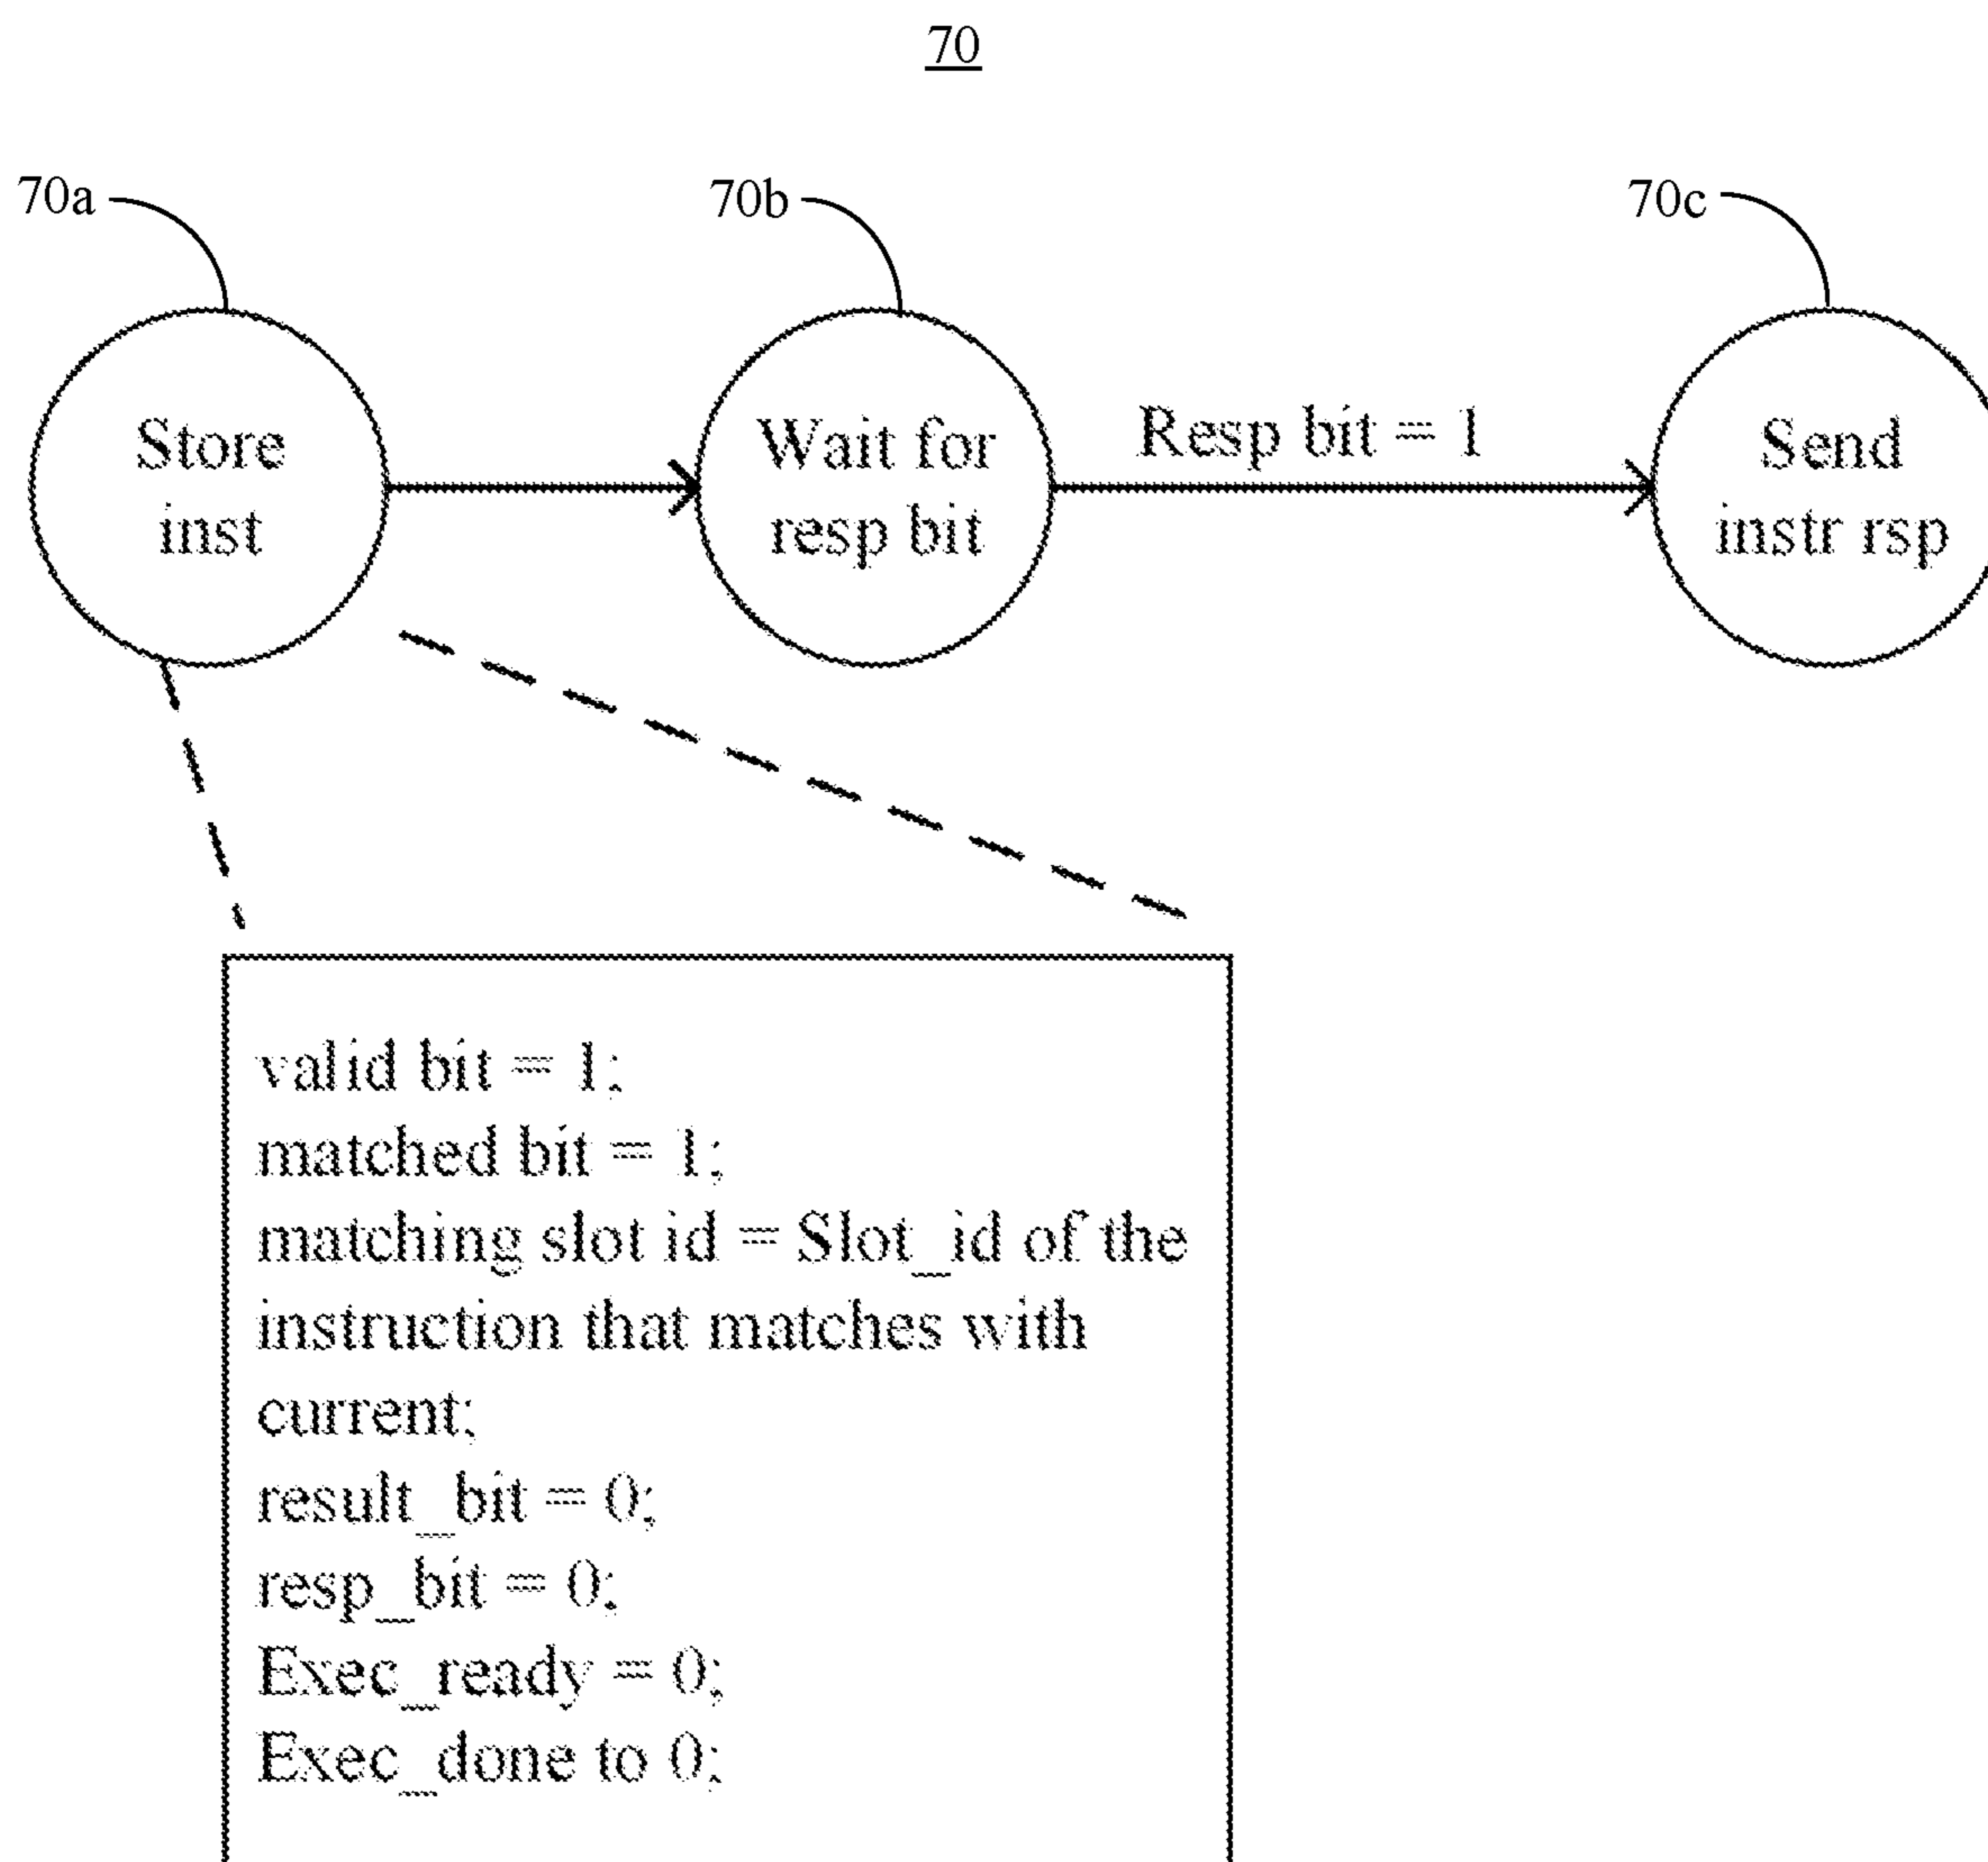 70
70a
70b
70c
Store
inst
Wait for
resp bit
Resp bit = 1
Send
instr rsp
valid bit = 1;
matched bit = 1;
matching slot id = Slot_id of the
instruction that matches with
current;
result_bit = 0;
resp_bit = 0;
Exec_ready = 0;
Exec_done to 0;